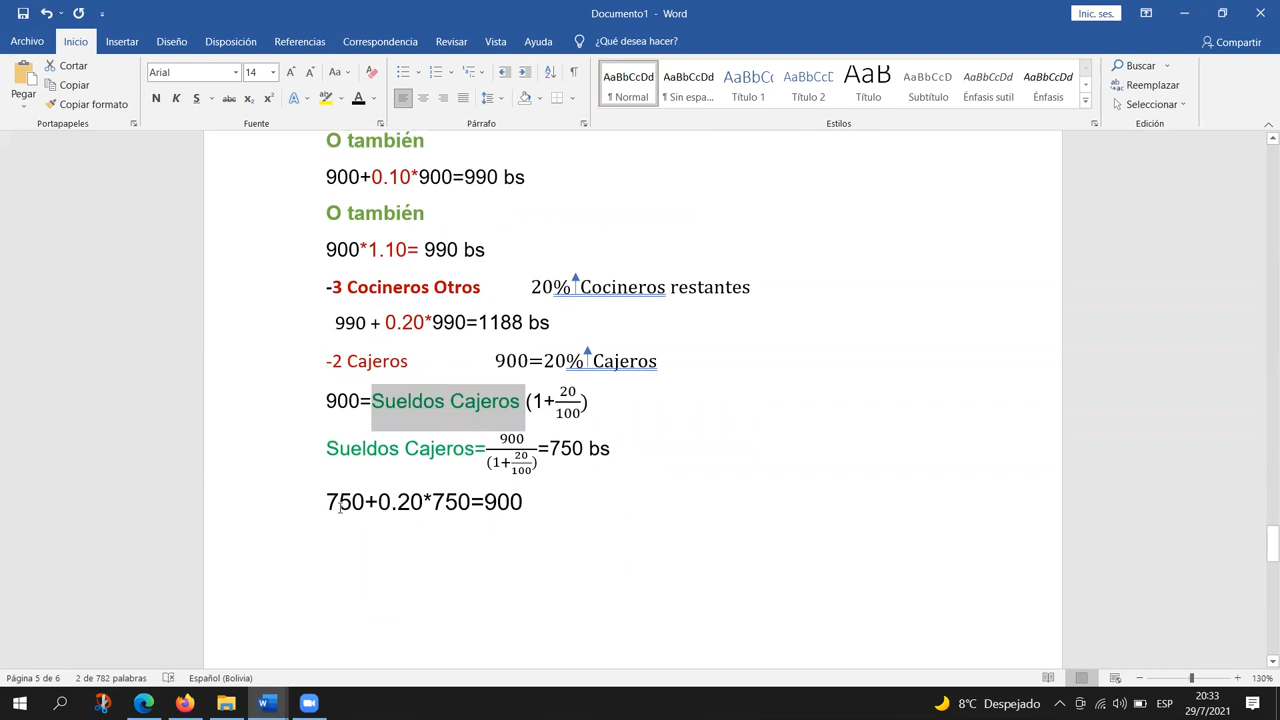 Documento1 - Word
Inic. ses.
Archivo Inicio Insertar Diseño Disposición Referencias Correspondencia Revisar Vista Ayuda ¿Qué desea hacer? Compartir
Pegar
Cortar
Copiar
Copiar formato
Portapapeles
Arial 14
Aa
N K S abc x₂ x²
Fuente
Párrafo
AaBbCcDd AaBbCcDd AaBbCc AaBbCcD AaB AaBbCcD AaBbCcDd AaBbCcDd
¶ Normal ¶ Sin espa... Título 1 Título 2 Título Subtítulo Énfasis sutil Énfasis
Estilos
Buscar
Reemplazar
Seleccionar
Edición
O también
900+0.10*900=990 bs
O también
900*1.10= 990 bs
-3 Cocineros Otros 20% Cocineros restantes
990 + 0.20*990=1188 bs
-2 Cajeros 900=20% Cajeros
900=Sueldos Cajeros (1+20/100)
Sueldos Cajeros=900/(1+20/100)=750 bs
750+0.20*750=900
Página 5 de 6 2 de 782 palabras Español (Bolivia) 130%
8°C Despejado ESP 20:33
29/7/2021